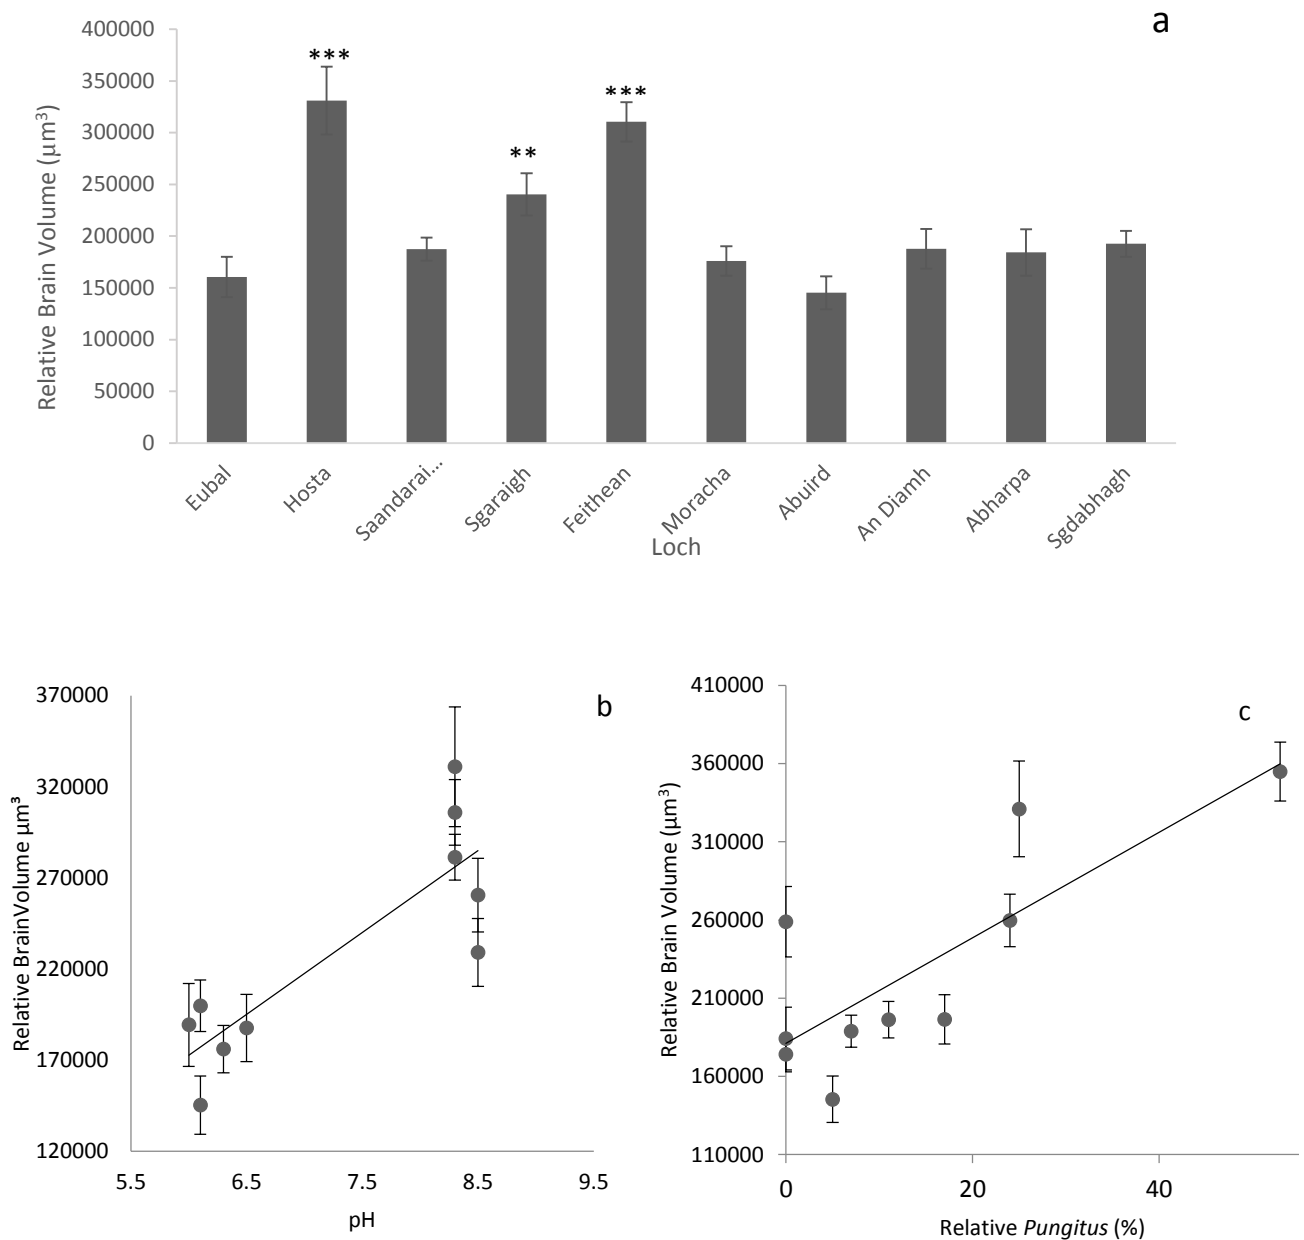 a
400000
350000
300000
250000
200000
150000
100000
50000
0
Relative Brain Volume (µm³)
***
**
***
Eubal
Hosta
Saandarai...
Sgaraigh
Feithean
Moracha
Abuird
An Diamh
Abharpa
Sgdabhagh
Loch
b
370000
320000
270000
220000
170000
120000
Relative BrainVolume µm³
5.5 6.5 7.5 8.5 9.5
pH
c
410000
360000
310000
260000
210000
160000
110000
Relative Brain Volume (µm³)
0 20 40
Relative Pungitus (%)